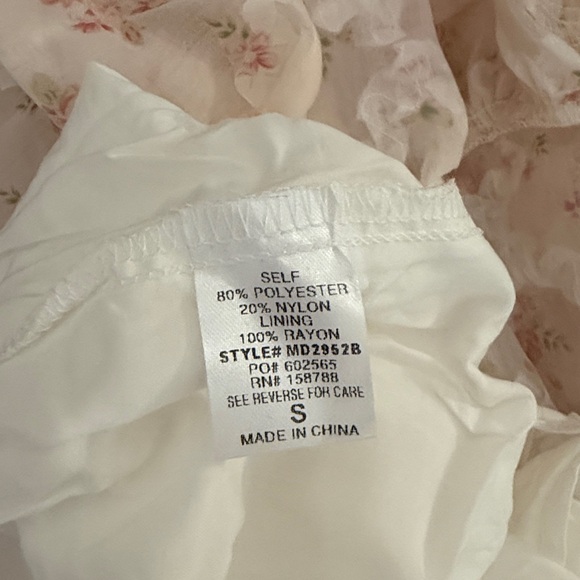 SELF
80% POLYESTER
20% NYLON
LINING
100% RAYON
STYLE# MD2952B
PO# 602565
RN# 158788
SEE REVERSE FOR CARE
S
MADE IN CHINA